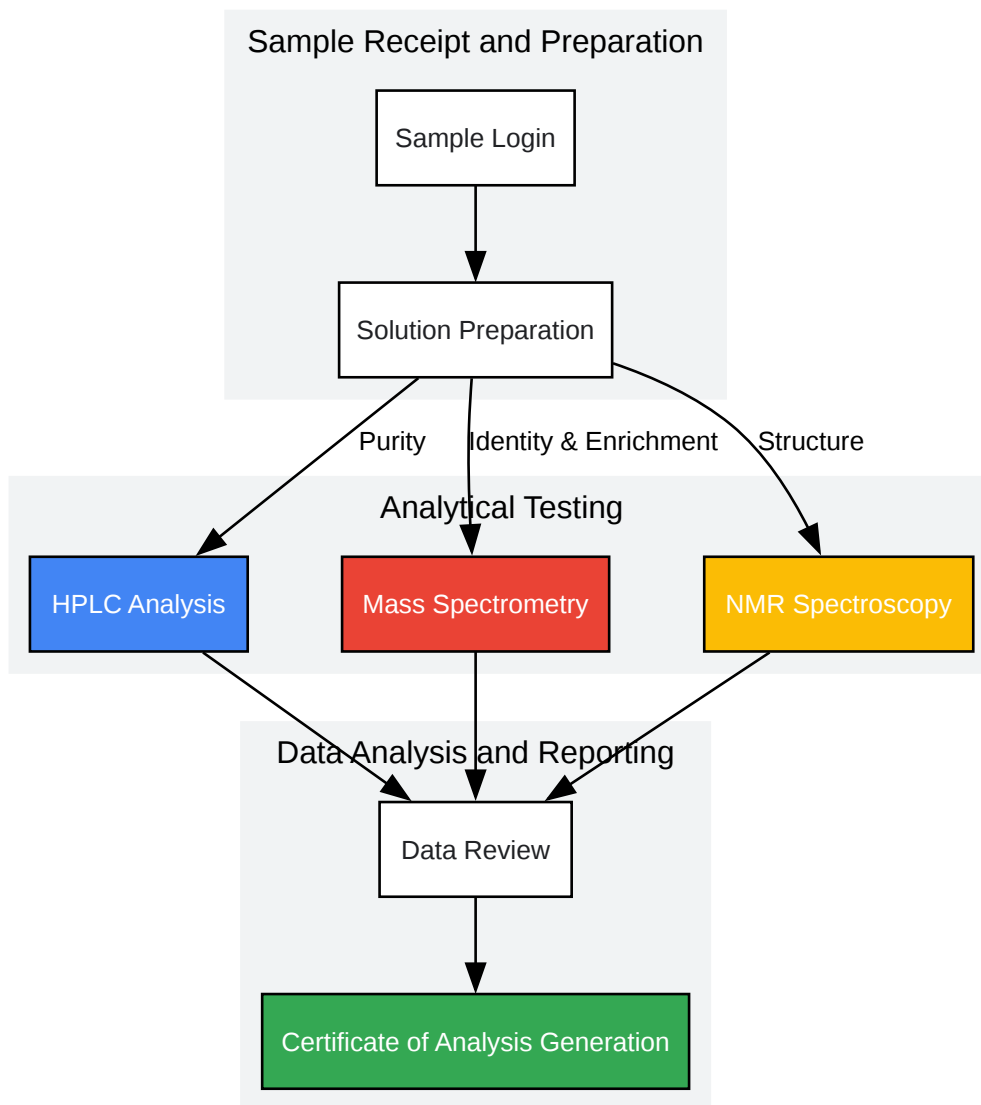 Sample Receipt and Preparation
Sample Login
Solution Preparation
Purity
Identity & Enrichment
Structure
Analytical Testing
HPLC Analysis
Mass Spectrometry
NMR Spectroscopy
Data Analysis and Reporting
Data Review
Certificate of Analysis Generation